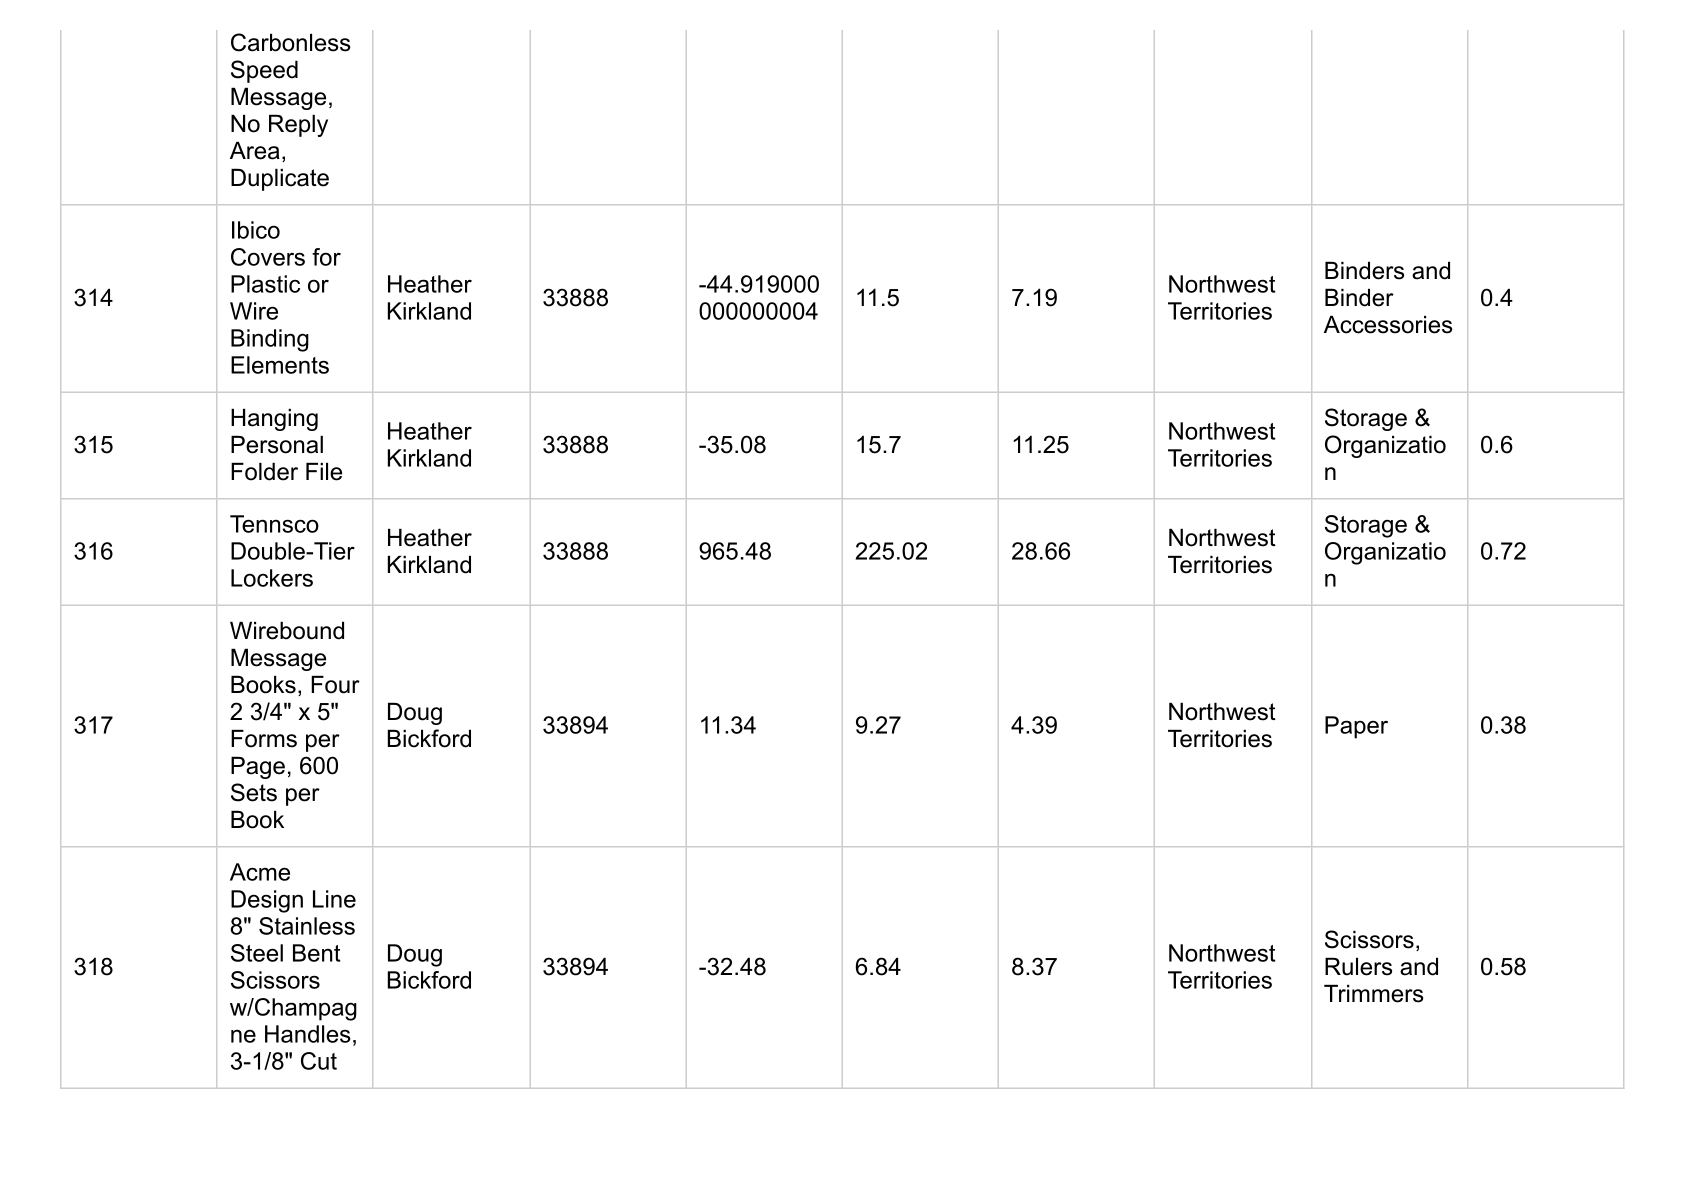 Carbonless
Speed
Message,
No Reply
Area,
Duplicate
314
Ibico
Covers for
Plastic or
Wire
Binding
Elements
Heather
Kirkland
33888
-44.919000
000000004
11.5
7.19
Northwest
Territories
Binders and
Binder
Accessories
0.4
315
Hanging
Personal
Folder File
Heather
Kirkland
33888
-35.08
15.7
11.25
Northwest
Territories
Storage &
Organizatio
n
0.6
316
Tennsco
Double-Tier
Lockers
Heather
Kirkland
33888
965.48
225.02
28.66
Northwest
Territories
Storage &
Organizatio
n
0.72
317
Wirebound
Message
Books, Four
2 3/4" x 5"
Forms per
Page, 600
Sets per
Book
Doug
Bickford
33894
11.34
9.27
4.39
Northwest
Territories
Paper
0.38
318
Acme
Design Line
8" Stainless
Steel Bent
Scissors
w/Champag
ne Handles,
3-1/8" Cut
Doug
Bickford
33894
-32.48
6.84
8.37
Northwest
Territories
Scissors,
Rulers and
Trimmers
0.58